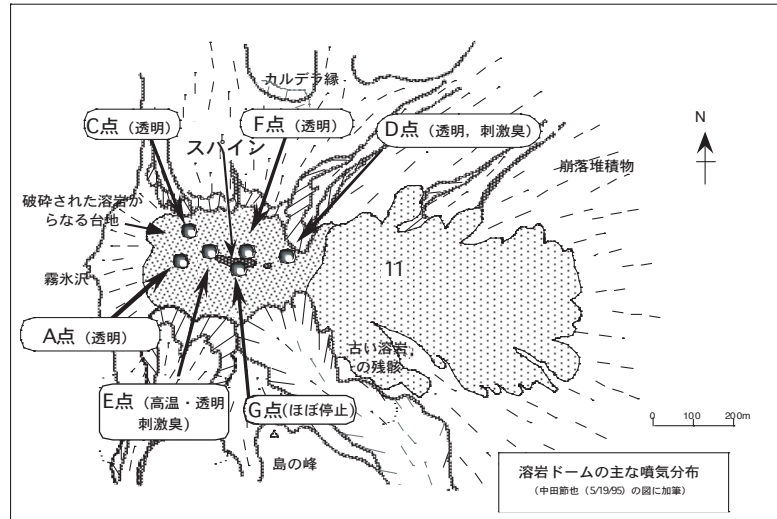 カルデラ縁
C点（透明）
F点（透明）
D点（透明，刺激臭）
N
スパイン
崩落堆積物
破砕された溶岩か
らなる台地
霧氷沢
11
A点（透明）
古い溶岩
の残骸
E点（高温・透明
刺激臭）
G点(ほぼ停止)
島の峰
0 100 200m
溶岩ドームの主な噴気分布
（中田節也（5/19/95）の図に加筆）